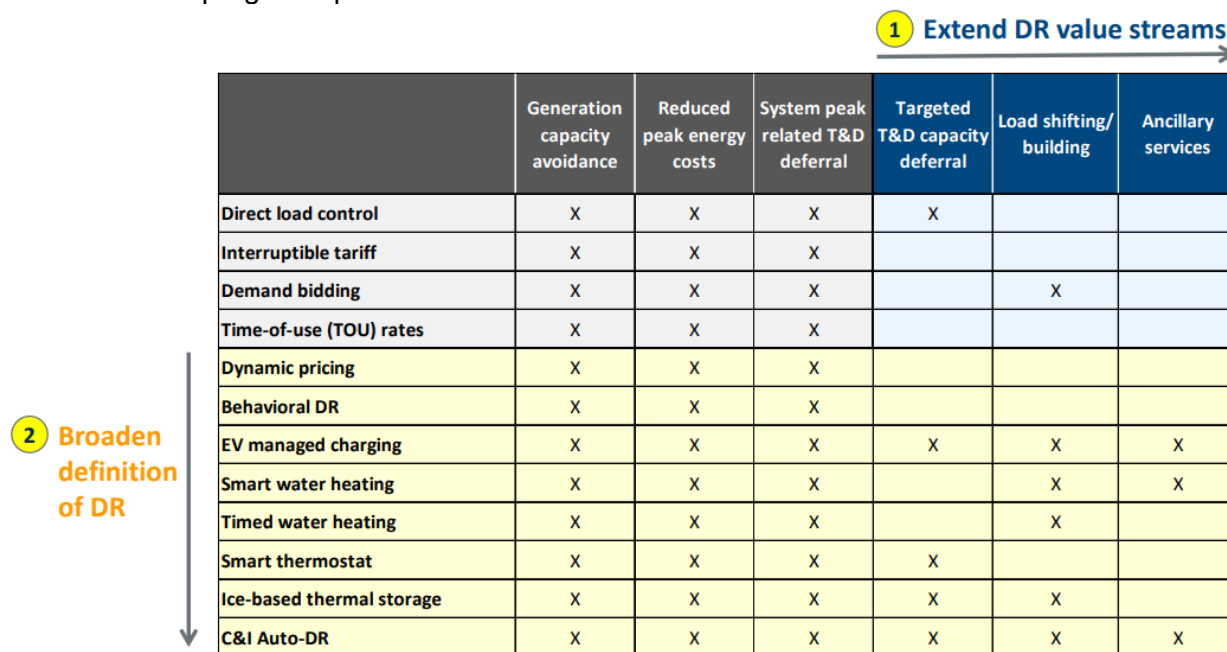 1 Extend DR value streams
Generation capacity avoidance | Reduced peak energy costs | System peak related T&D deferral | Targeted T&D capacity deferral | Load shifting/ building | Ancillary services
Direct load control X X X X
Interruptible tariff X X X
Demand bidding X X X X
Time-of-use (TOU) rates X X X
Dynamic pricing X X X
Behavioral DR X X X
2 Broaden definition of DR
EV managed charging X X X X X X
Smart water heating X X X X X
Timed water heating X X X X
Smart thermostat X X X X
Ice-based thermal storage X X X X X
C&I Auto-DR X X X X X X